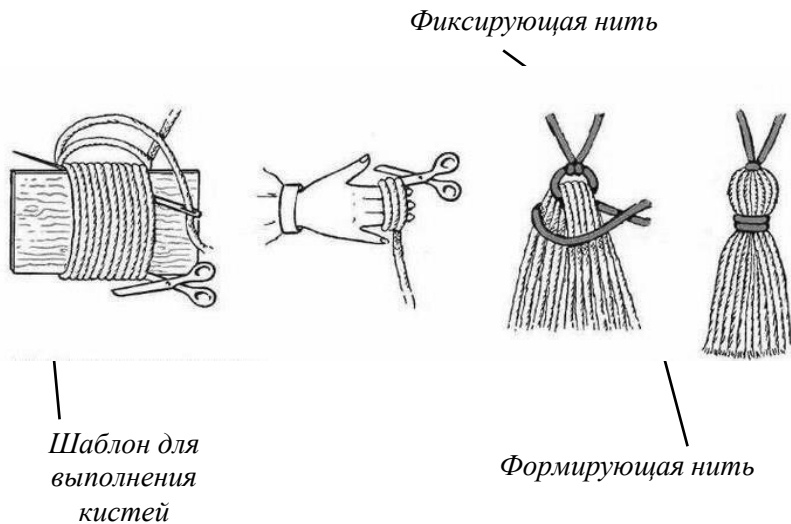 Фиксирующая нить
Шаблон для
выполнения
кистей
Формирующая нить